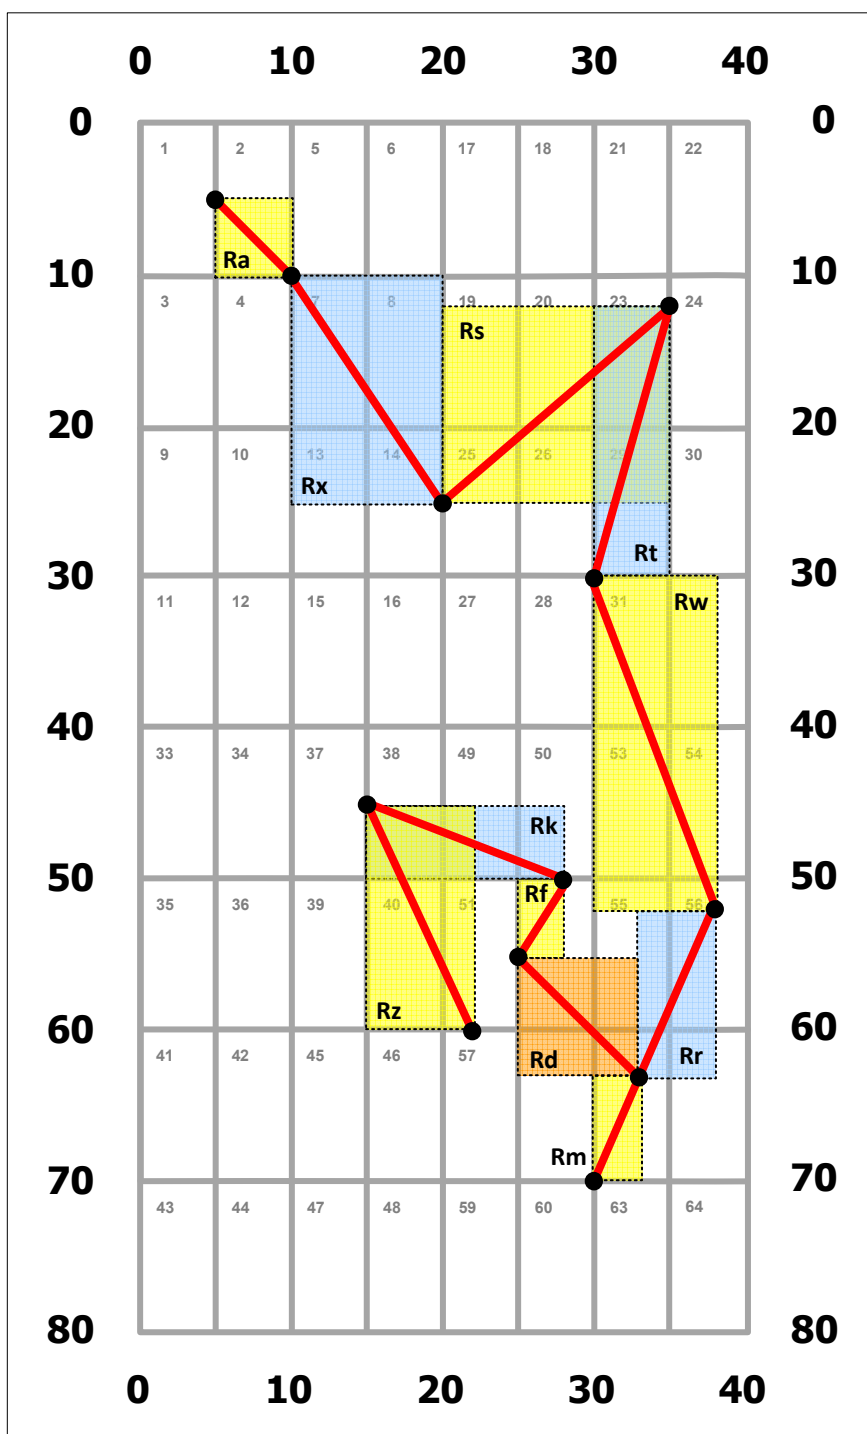 0 10 20 30 40
0 0
1 2 5 6 17 18 21 22
Ra
10 10
3 4 7 8 19 20 23 24
Rs
20 20
9 10 13 14 25 26 29 30
Rx
Rt
30 30
11 12 15 16 27 28 31 Rw
40 40
33 34 37 38 49 50 53 54
Rk
50 50
Rf
35 36 39 40 51 55 56
Rz
60 60
41 42 45 46 57 Rd Rr
Rm
70 70
43 44 47 48 59 60 63 64
80 80
0 10 20 30 40